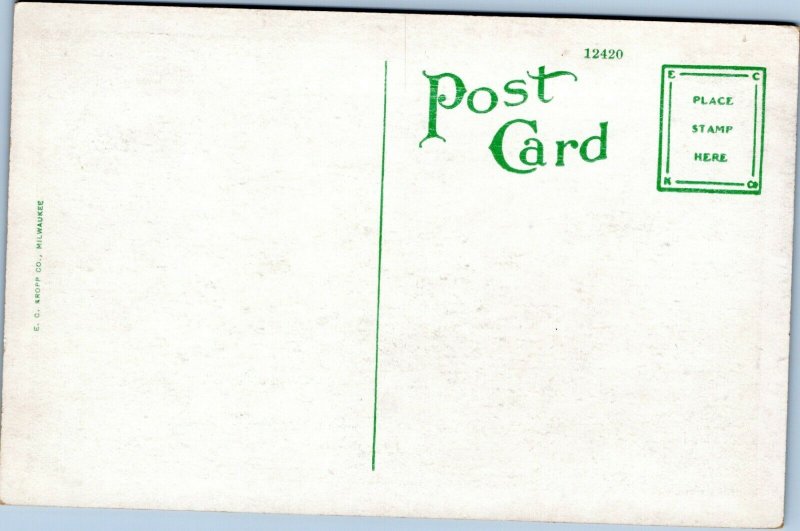 12420
Post
Card
E C
PLACE
STAMP
HERE
K Co
E. C. KROPP CO., MILWAUKEE